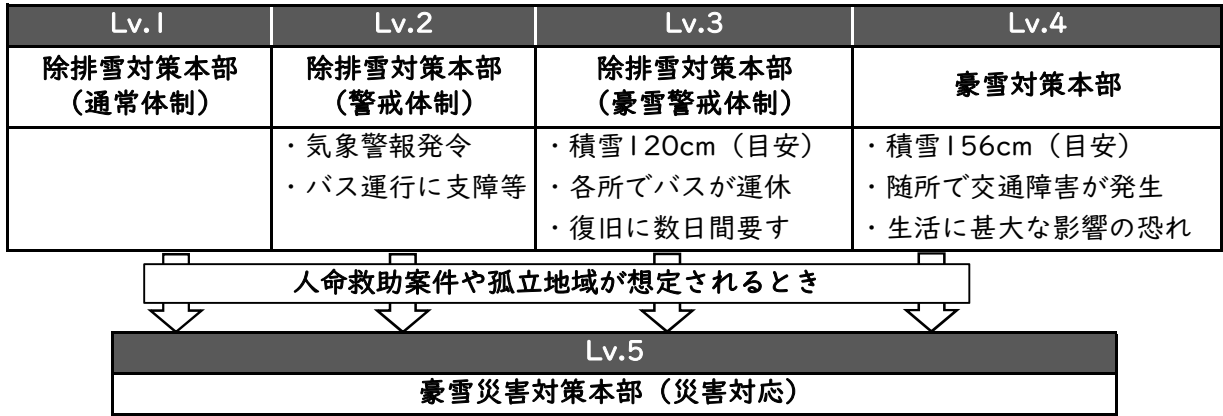 Lv.1
Lv.2
Lv.3
Lv.4
除排雪対策本部
（通常体制）
除排雪対策本部
（警戒体制）
除排雪対策本部
（豪雪警戒体制）
豪雪対策本部
・気象警報発令
・バス運行に支障等
・積雪120cm（目安）
・各所でバスが運休
・復旧に数日間要す
・積雪156cm（目安）
・随所で交通障害が発生
・生活に甚大な影響の恐れ
人命救助案件や孤立地域が想定されるとき
Lv.5
豪雪災害対策本部（災害対応）